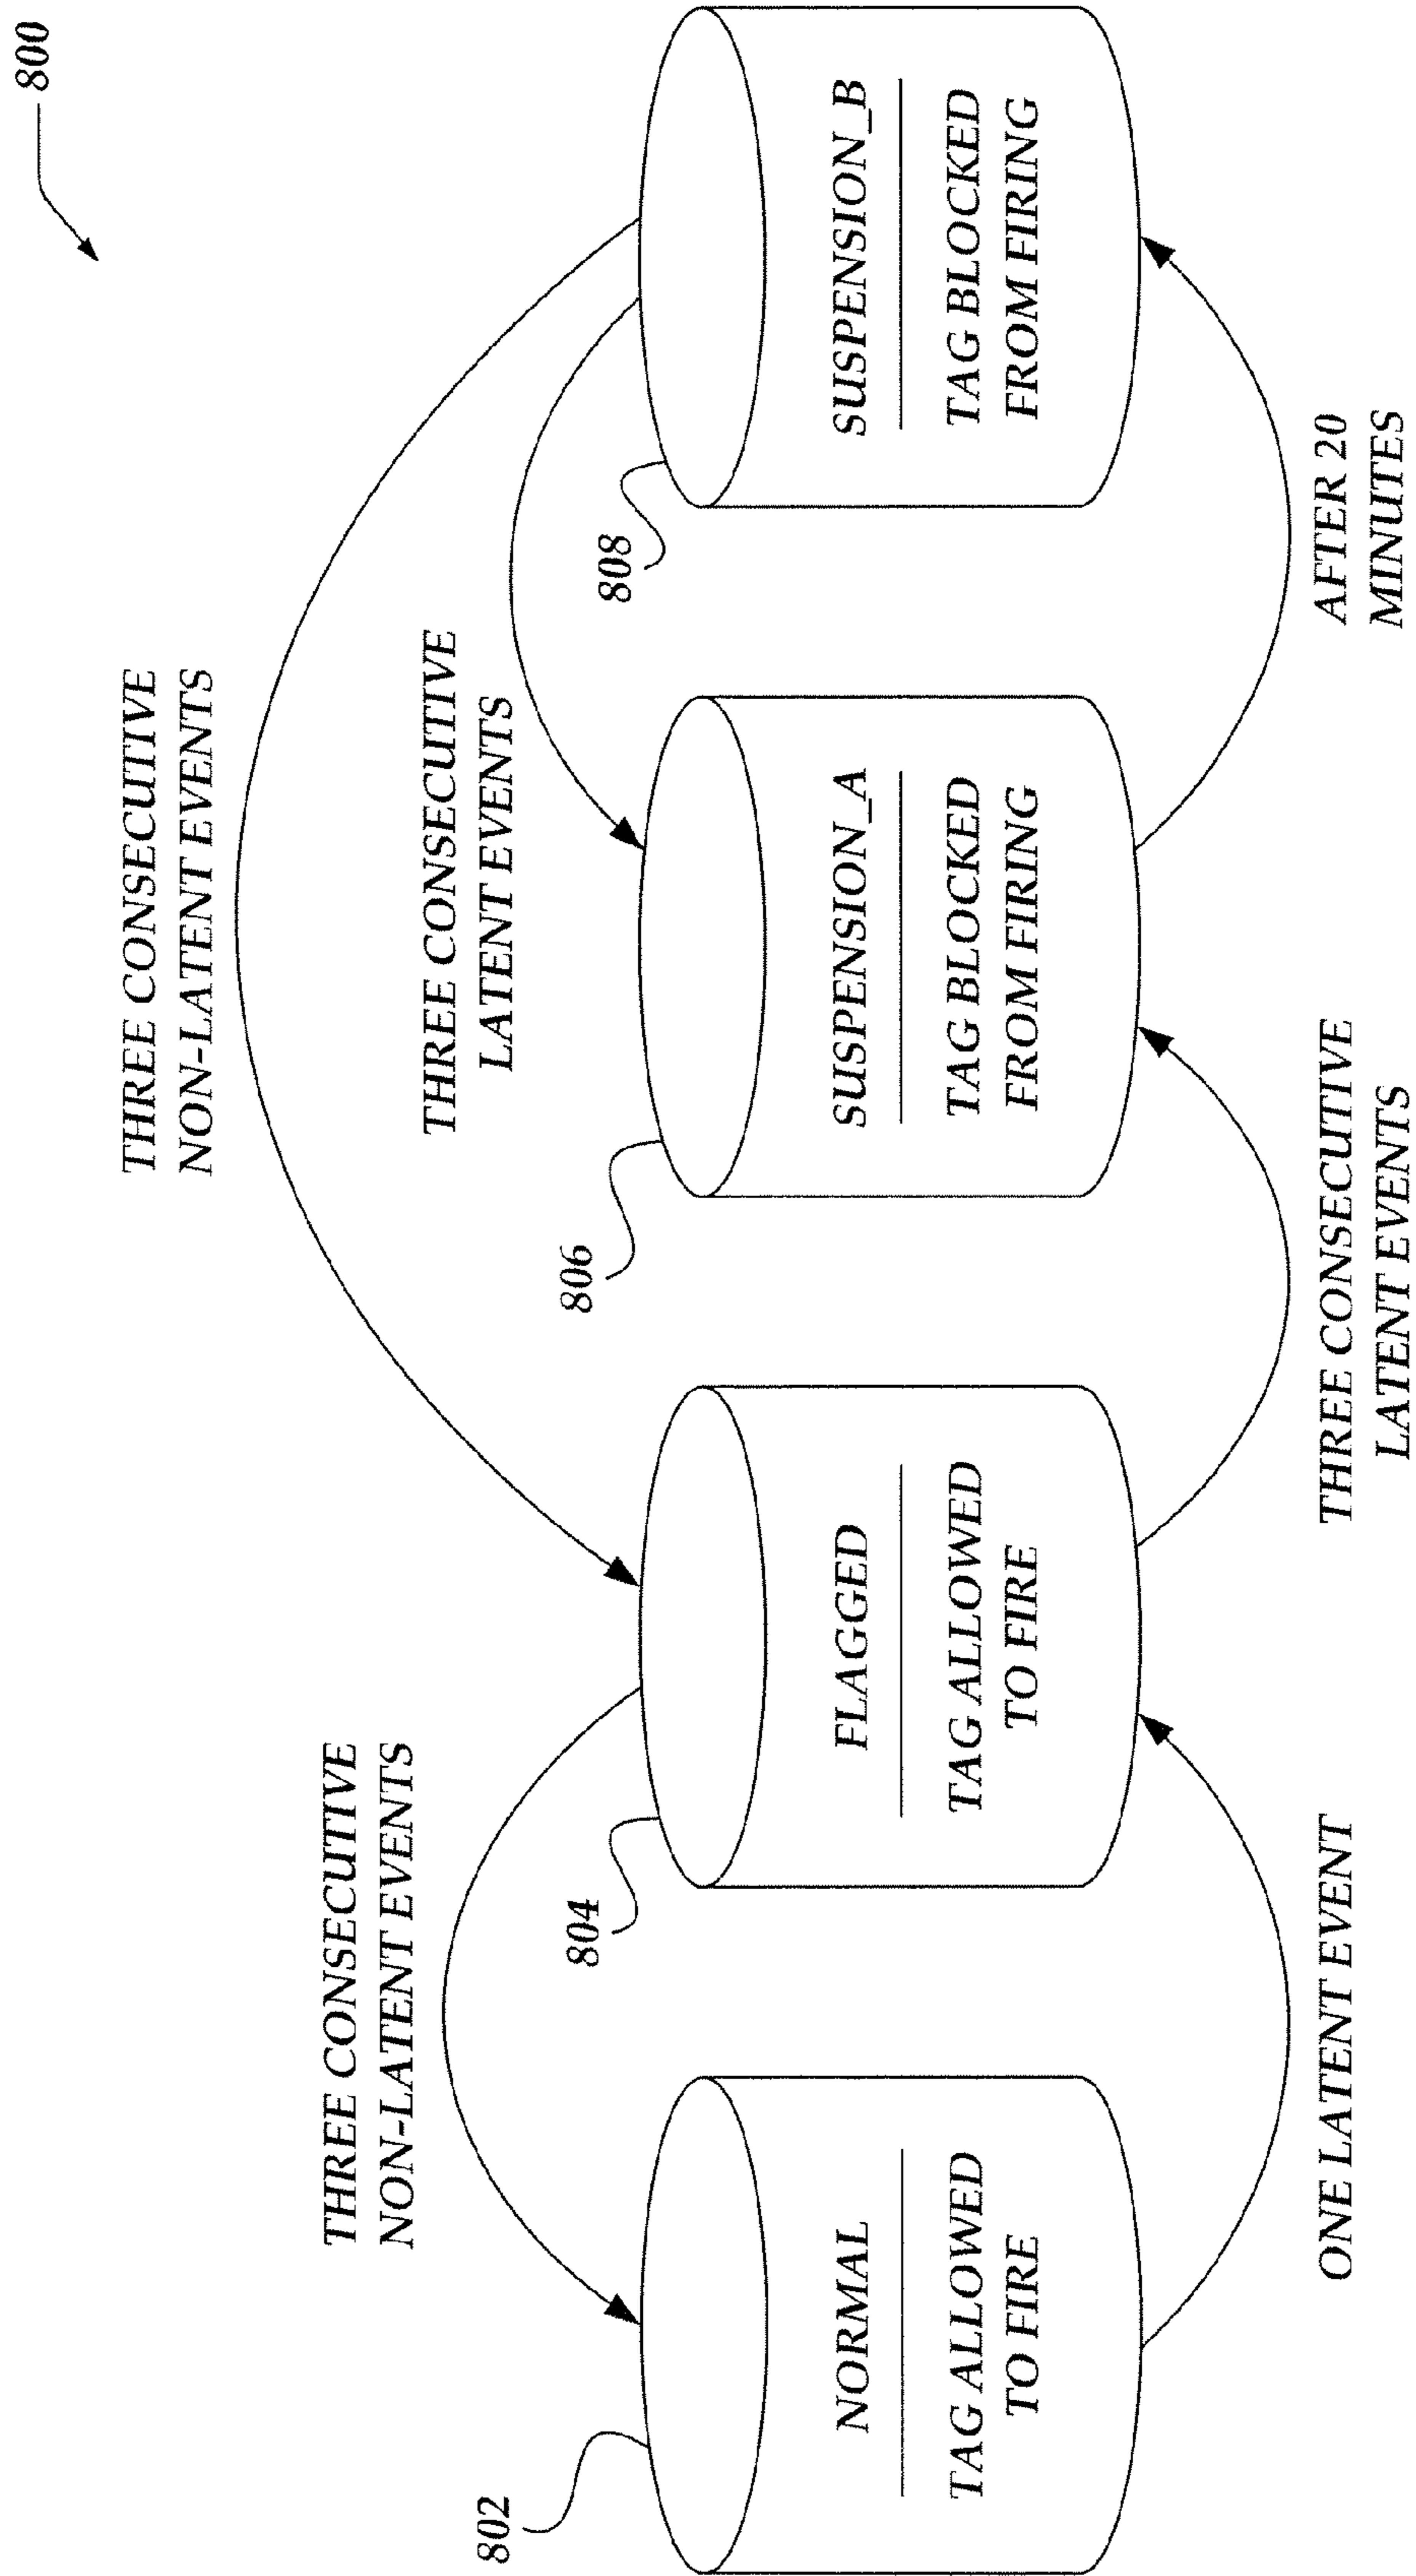 800
THREE CONSECUTIVE
NON-LATENT EVENTS
THREE CONSECUTIVE
NON-LATENT EVENTS
THREE CONSECUTIVE
LATENT EVENTS
802
804
806
808
NORMAL
TAG ALLOWED
TO FIRE
FLAGGED
TAG ALLOWED
TO FIRE
SUSPENSION_A
TAG BLOCKED
FROM FIRING
SUSPENSION_B
TAG BLOCKED
FROM FIRING
ONE LATENT EVENT
THREE CONSECUTIVE
LATENT EVENTS
AFTER 20
MINUTES